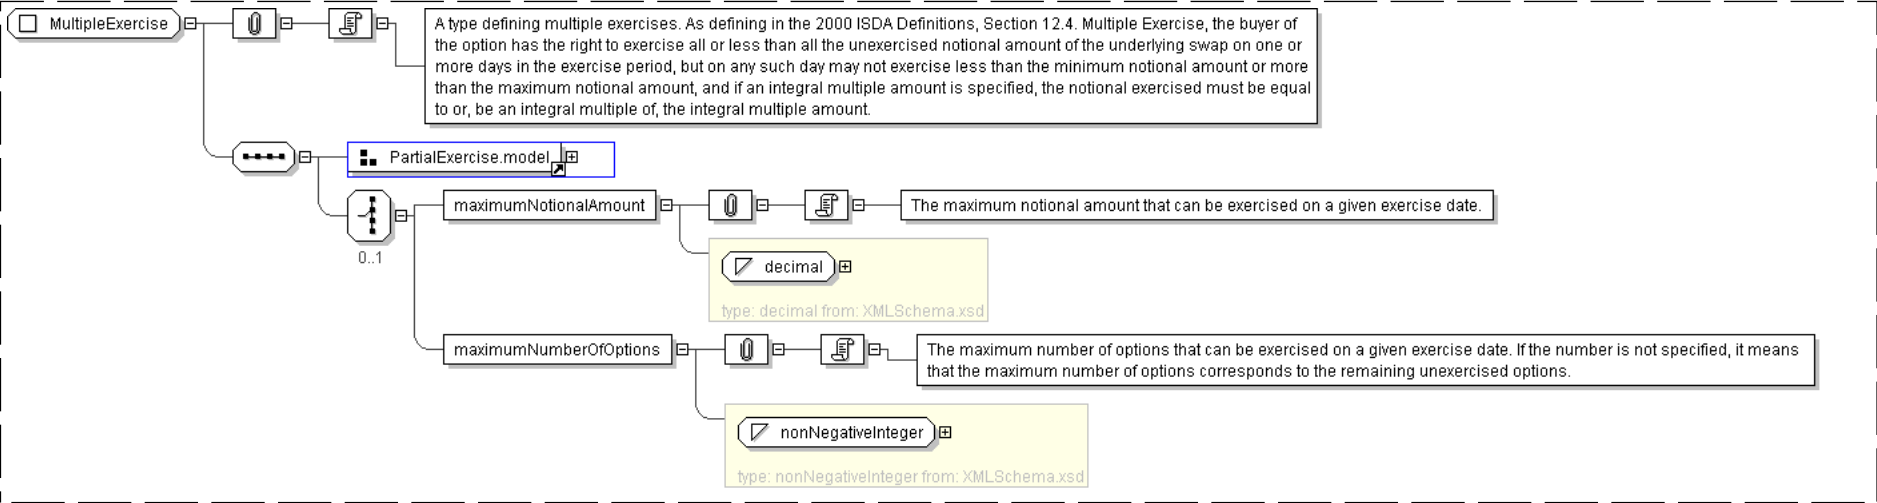 MultipleExercise
A type defining multiple exercises. As defining in the 2000 ISDA Definitions, Section 12.4. Multiple Exercise, the buyer of
the option has the right to exercise all or less than all the unexercised notional amount of the underlying swap on one or
more days in the exercise period, but on any such day may not exercise less than the minimum notional amount or more
than the maximum notional amount, and if an integral multiple amount is specified, the notional exercised must be equal
to or, be an integral multiple of, the integral multiple amount.
PartialExercise.model
0..1
maximumNotionalAmount
The maximum notional amount that can be exercised on a given exercise date.
decimal
type: decimal from: XMLSchema.xsd
maximumNumberOfOptions
The maximum number of options that can be exercised on a given exercise date. If the number is not specified, it means
that the maximum number of options corresponds to the remaining unexercised options.
nonNegativeInteger
type: nonNegativeInteger from: XMLSchema.xsd